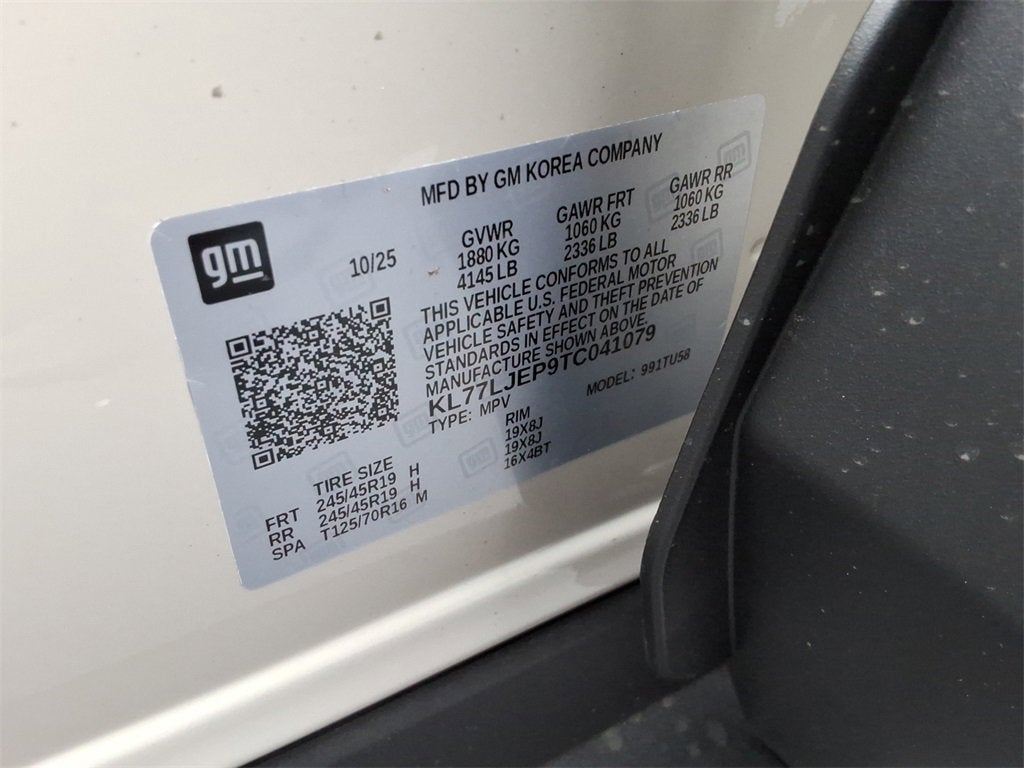 MFD BY GM KOREA COMPANY
gm
10/25
GVWR
1880 KG
4145 LB
GAWR FRT
1060 KG
2336 LB
GAWR RR
1060 KG
2336 LB
THIS VEHICLE CONFORMS TO ALL
APPLICABLE U.S. FEDERAL MOTOR
VEHICLE SAFETY AND THEFT PREVENTION
STANDARDS IN EFFECT ON THE DATE OF
MANUFACTURE SHOWN ABOVE.
KL77LJEP9TC041079
TYPE: MPV
MODEL: 991TU58
TIRE SIZE
RIM
FRT 245/45R19 H 19X8J
RR 245/45R19 H 19X8J
SPA T125/70R16 M 16X4BT